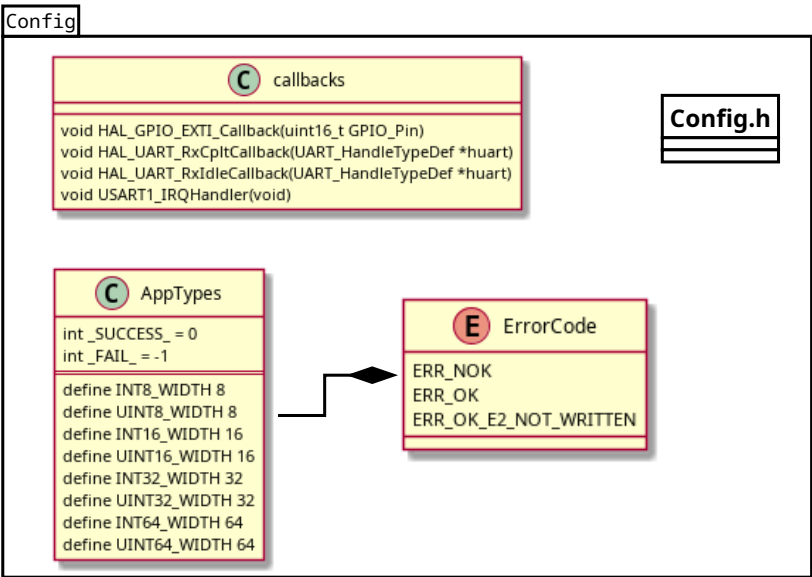 Config
C callbacks
void HAL_GPIO_EXTI_Callback(uint16_t GPIO_Pin)
void HAL_UART_RxCpltCallback(UART_HandleTypeDef *huart)
void HAL_UART_RxIdleCallback(UART_HandleTypeDef *huart)
void USART1_IRQHandler(void)
Config.h
C AppTypes
int _SUCCESS_ = 0
int _FAIL_ = -1
define INT8_WIDTH 8
define UINT8_WIDTH 8
define INT16_WIDTH 16
define UINT16_WIDTH 16
define INT32_WIDTH 32
define UINT32_WIDTH 32
define INT64_WIDTH 64
define UINT64_WIDTH 64
E ErrorCode
ERR_NOK
ERR_OK
ERR_OK_E2_NOT_WRITTEN